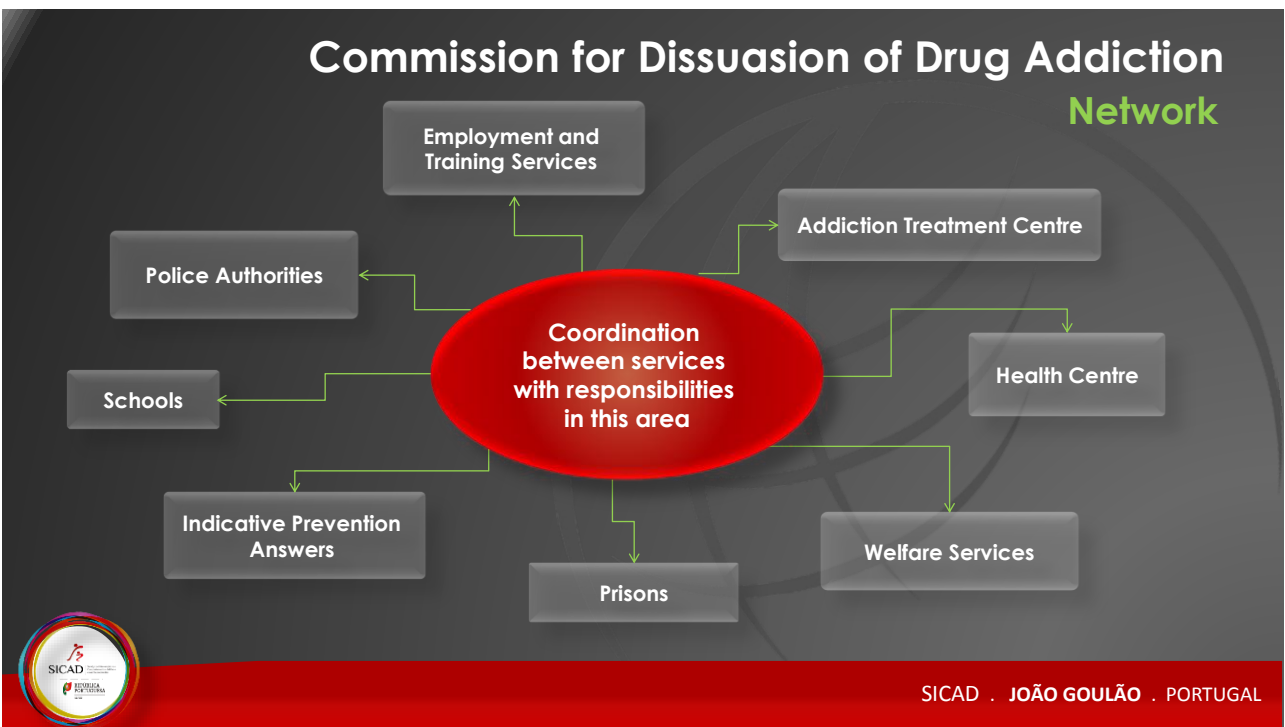 Commission for Dissuasion of Drug Addiction
Network
Employment and
Training Services
Addiction Treatment Centre
Police Authorities
Coordination
between services
with responsibilities
in this area
Health Centre
Schools
Indicative Prevention
Answers
Welfare Services
Prisons
SICAD
REPÚBLICA
PORTUGUESA
SICAD . JOÃO GOULÃO . PORTUGAL